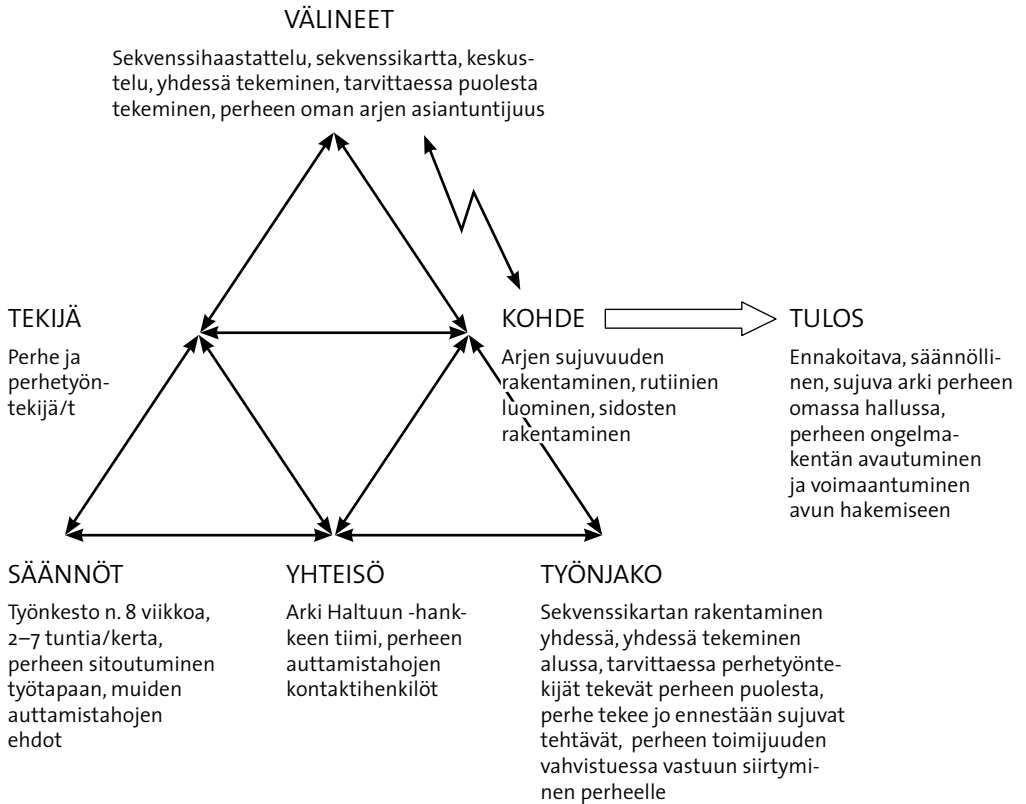 VÄLINEET
Sekvenssihaastattelu, sekvenssikartta, keskus-
telu, yhdessä tekeminen, tarvittaessa puolesta
tekeminen, perheen oman arjen asiantuntijuus
TEKIJÄ
Perhe ja
perhetyön-
tekijä/t
KOHDE
Arjen sujuvuuden
rakentaminen, rutiinien
luominen, sidosten
rakentaminen
TULOS
Ennakoitava, säännölli-
nen, sujuva arki perheen
omassa hallussa,
perheen ongelma-
kentän avautuminen
ja voimaantuminen
avun hakemiseen
SÄÄNNÖT
Työnkesto n. 8 viikkoa,
2–7 tuntia/kerta,
perheen sitoutuminen
työtapaan, muiden
auttamistahojen
ehdot
YHTEISÖ
Arki Haltuun -hank-
keen tiimi, perheen
auttamistahojen
kontaktihenkilöt
TYÖNJAKO
Sekvenssikartan rakentaminen
yhdessä, yhdessä tekeminen
alussa, tarvittaessa perhetyönte-
kijät tekevät perheen puolesta,
perhe tekee jo ennestään sujuvat
tehtävät, perheen toimijuuden
vahvistuessa vastuun siirtymi-
nen perheelle